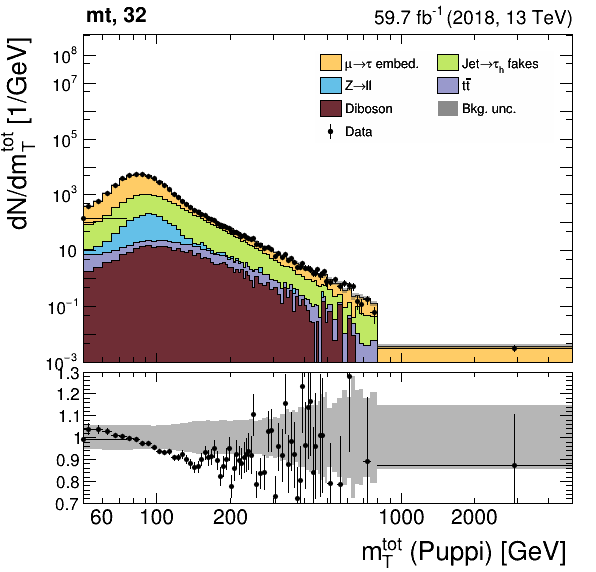 mt, 32
59.7 fb⁻¹ (2018, 13 TeV)
dN/dm_T^tot [1/GeV]
μ→τ embed.
Jet→τ_h fakes
Z→ll
tt̄
Diboson
Bkg. unc.
Data
10⁸
10⁵
10³
10
10⁻¹
10⁻³
1.3
1.2
1.1
1.0
0.9
0.8
0.7
60
100
200
1000
2000
m_T^tot (Puppi) [GeV]